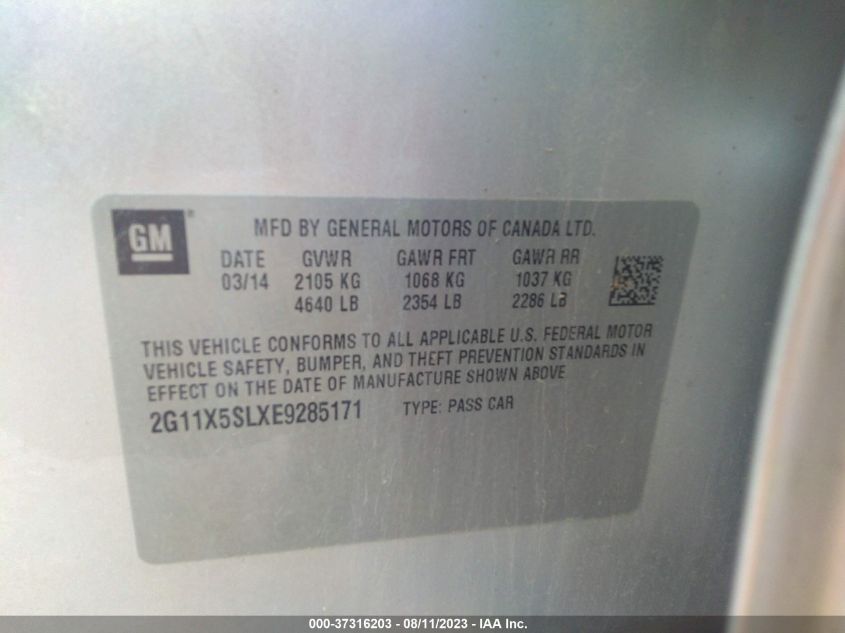 GM ®
MFD BY GENERAL MOTORS OF CANADA LTD.
DATE GVWR GAWR FRT GAWR RR
03/14 2105 KG 1068 KG 1037 KG
4640 LB 2354 LB 2286 LB
THIS VEHICLE CONFORMS TO ALL APPLICABLE U.S. FEDERAL MOTOR
VEHICLE SAFETY, BUMPER, AND THEFT PREVENTION STANDARDS IN
EFFECT ON THE DATE OF MANUFACTURE SHOWN ABOVE
2G11X5SLXE9285171 TYPE: PASS CAR
000-37316203 - 08/11/2023 - IAA Inc.